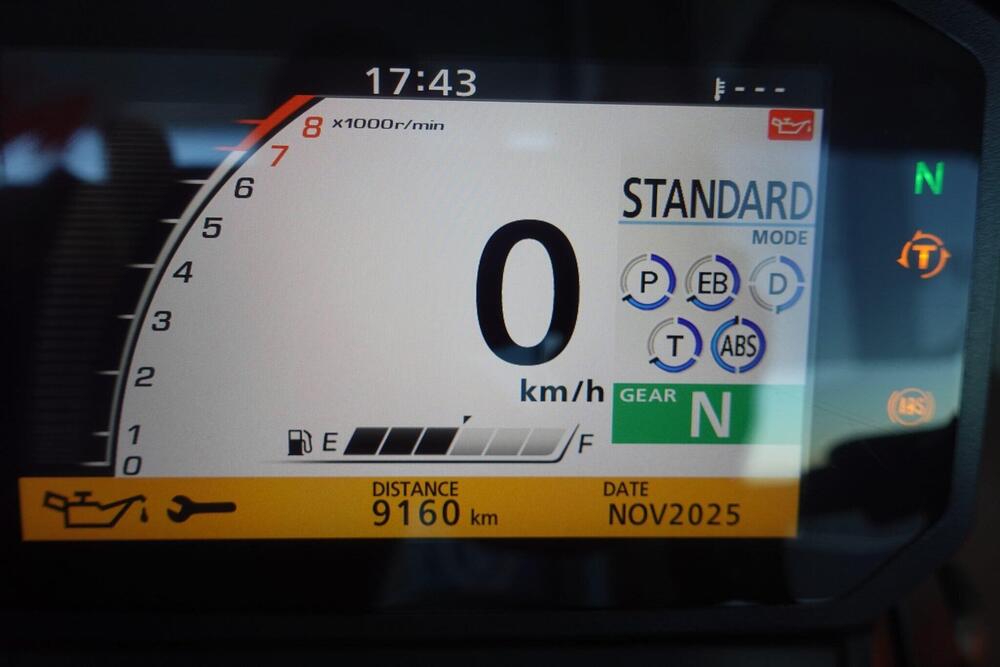 17:43
---
8 x1000r/min
7
6
5
4
3
2
1
0
STANDARD
MODE
P EB D
T ABS
0
km/h
GEAR N
E F
DISTANCE
9160 km
DATE
NOV2025
N
T
ABS